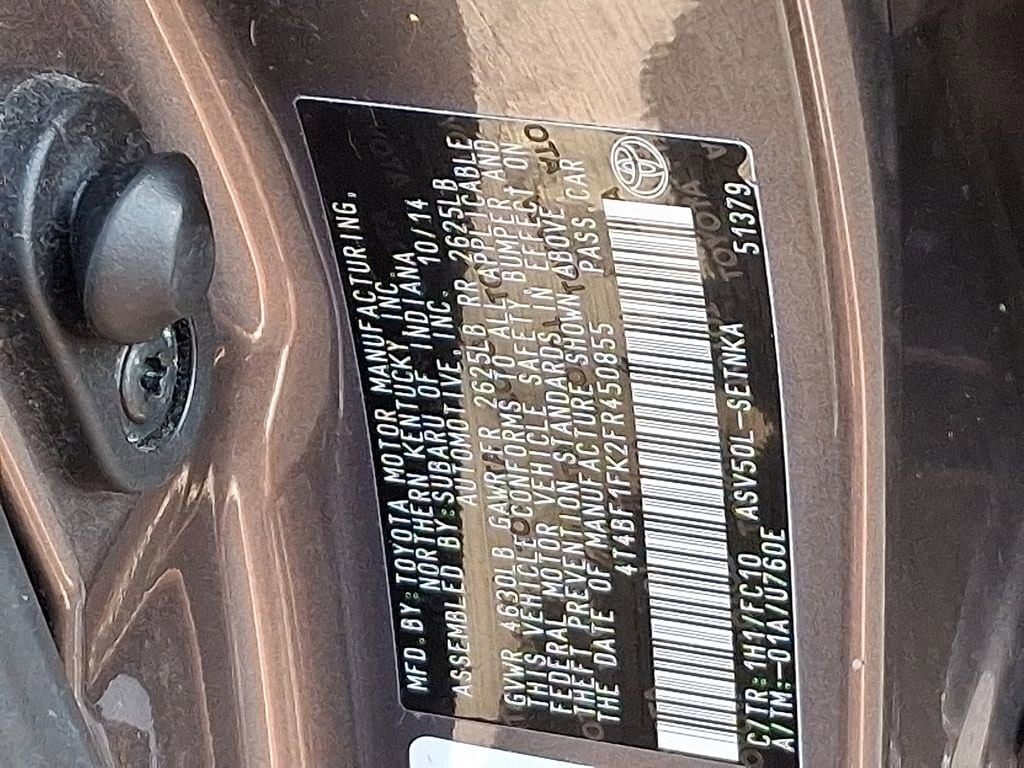 MFD. BY: TOYOTA MOTOR MANUFACTURING,
NORTHERN KENTUCKY, INC.
ASSEMBLED BY: SUBARU OF INDIANA
AUTOMOTIVE, INC. 10/14
GVWR 4630LB GAWR FR 2625LB RR 2625LB
THIS VEHICLE CONFORMS TO ALL APPLICABLE
FEDERAL MOTOR VEHICLE SAFETY, BUMPER AND
THEFT PREVENTION STANDARDS IN EFFECT ON
THE DATE OF MANUFACTURE SHOWN ABOVE.
4T4BF1FK2FR450855 PASS. CAR
C/TR: 1H1/FC10 ASV50L-SETNKA 51379
A/TM:-01A/U760E